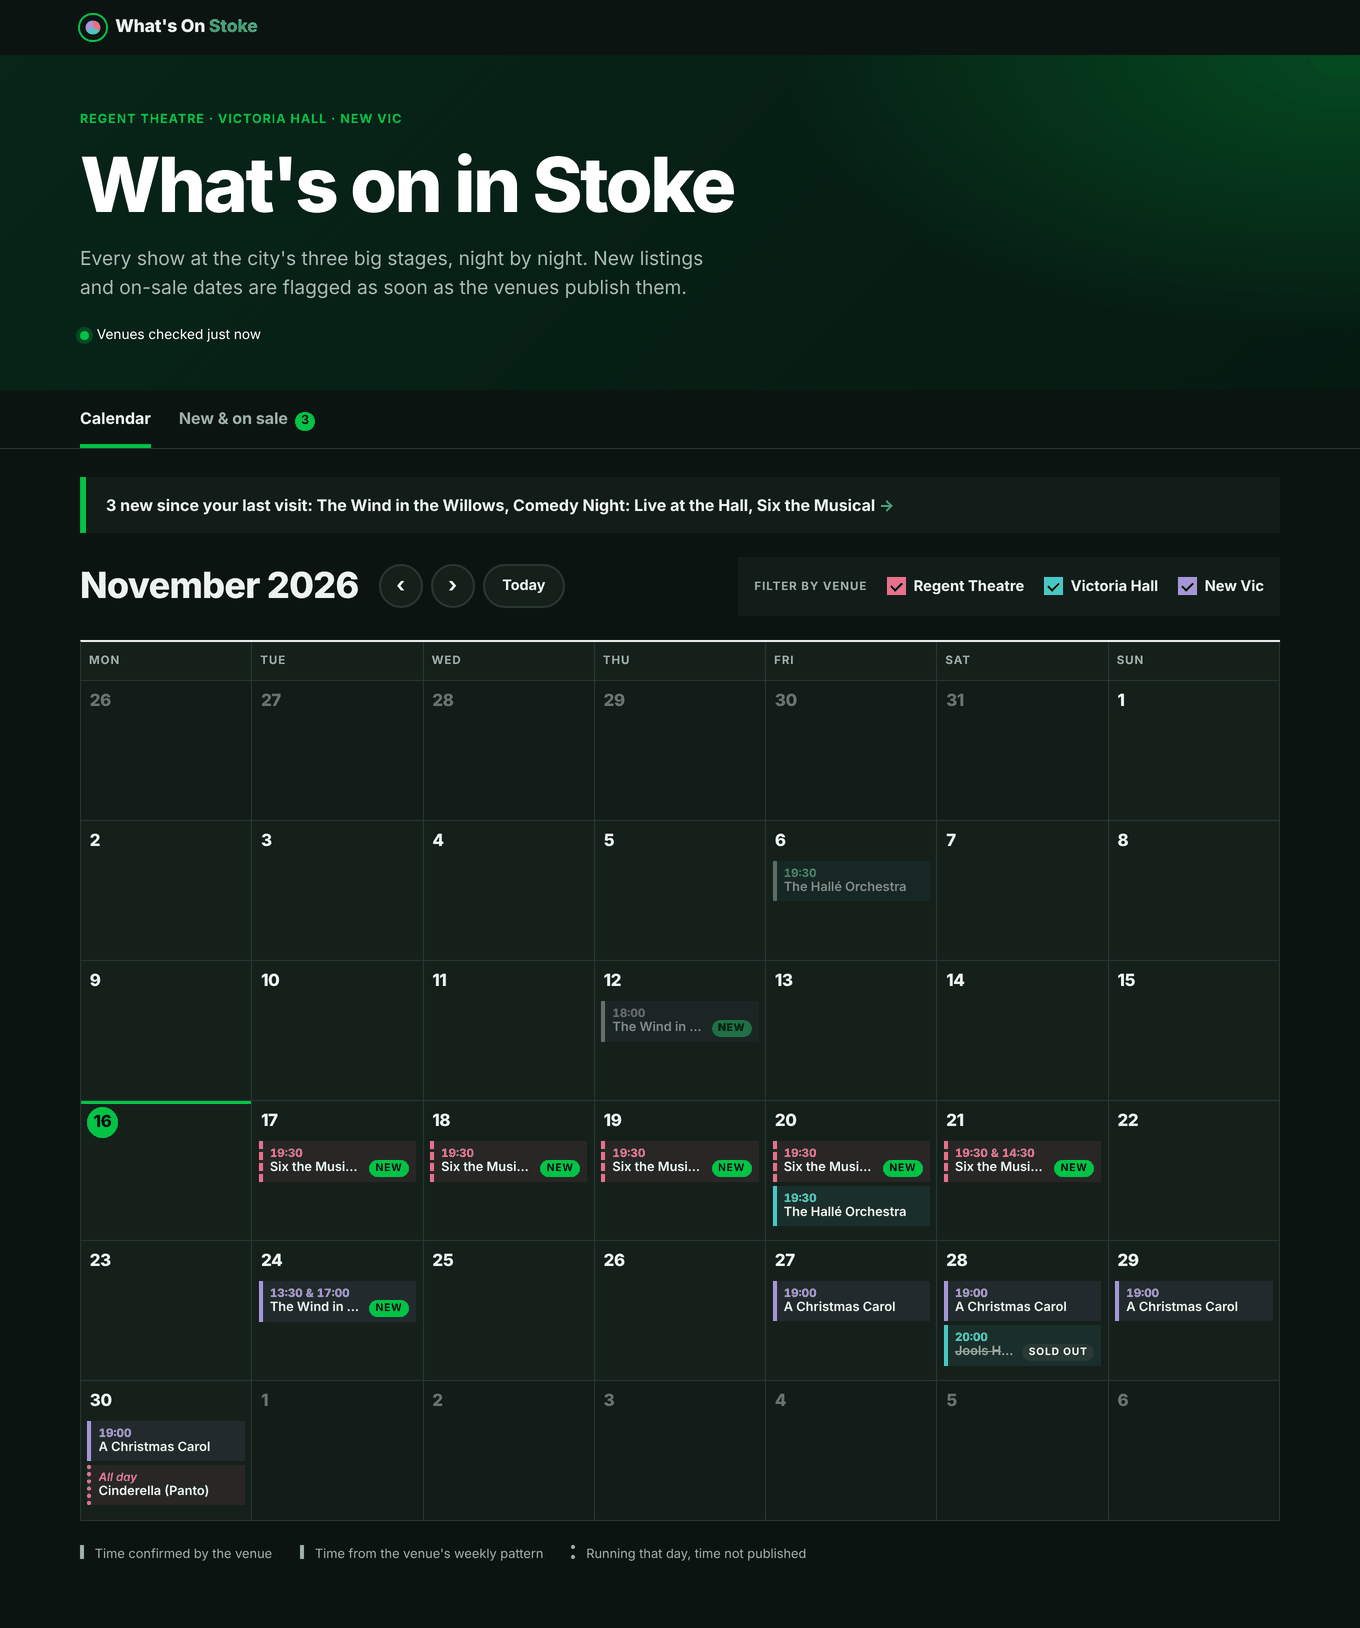 What's On Stoke
REGENT THEATRE · VICTORIA HALL · NEW VIC
What's on in Stoke
Every show at the city's three big stages, night by night. New listings
and on-sale dates are flagged as soon as the venues publish them.
Venues checked just now
Calendar New & on sale 3
3 new since your last visit: The Wind in the Willows, Comedy Night: Live at the Hall, Six the Musical →
November 2026 ‹ › Today FILTER BY VENUE Regent Theatre Victoria Hall New Vic
MON TUE WED THU FRI SAT SUN
26 27 28 29 30 31 1
2 3 4 5 6 7 8
19:30
The Hallé Orchestra
9 10 11 12 13 14 15
18:00
The Wind in ... NEW
16 17 18 19 20 21 22
19:30 19:30 19:30 19:30 19:30 & 14:30
Six the Musi... NEW Six the Musi... NEW Six the Musi... NEW Six the Musi... NEW Six the Musi... NEW
19:30
The Hallé Orchestra
23 24 25 26 27 28 29
13:30 & 17:00 19:00 19:00 19:00
The Wind in ... NEW A Christmas Carol A Christmas Carol A Christmas Carol
20:00
Jools H... SOLD OUT
30 1 2 3 4 5 6
19:00
A Christmas Carol
All day
Cinderella (Panto)
Time confirmed by the venue Time from the venue's weekly pattern Running that day, time not published